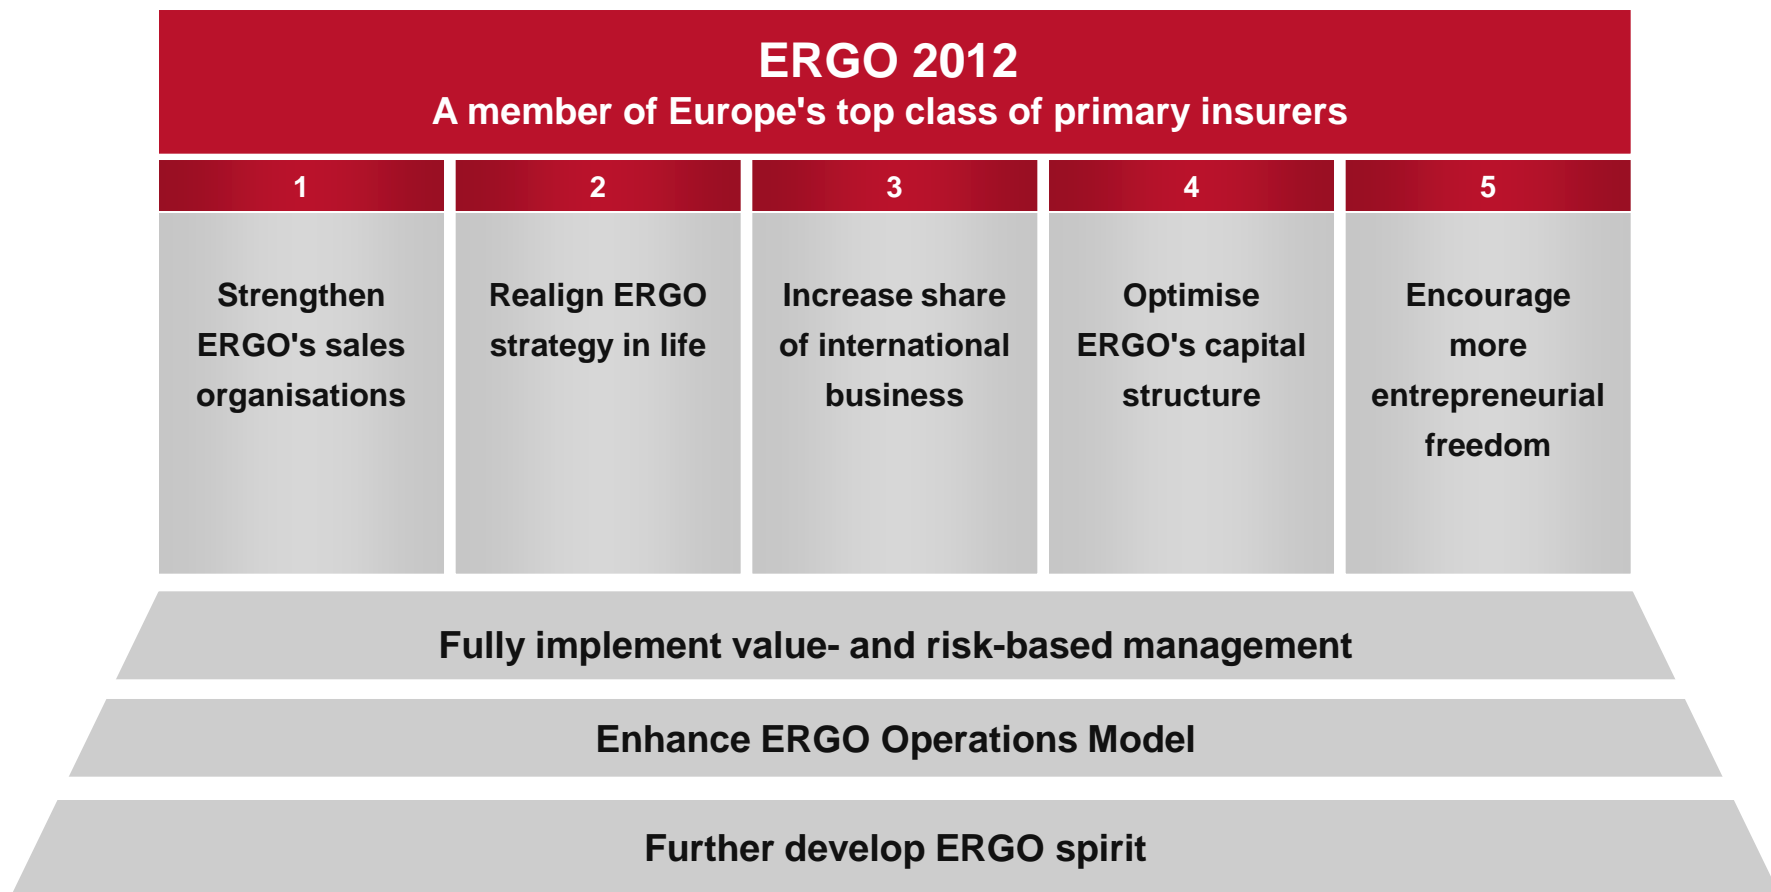 ERGO 2012
A member of Europe's top class of primary insurers
1
Strengthen
ERGO's sales
organisations
2
Realign ERGO
strategy in life
3
Increase share
of international
business
4
Optimise
ERGO's capital
structure
5
Encourage
more
entrepreneurial
freedom
Fully implement value- and risk-based management
Enhance ERGO Operations Model
Further develop ERGO spirit